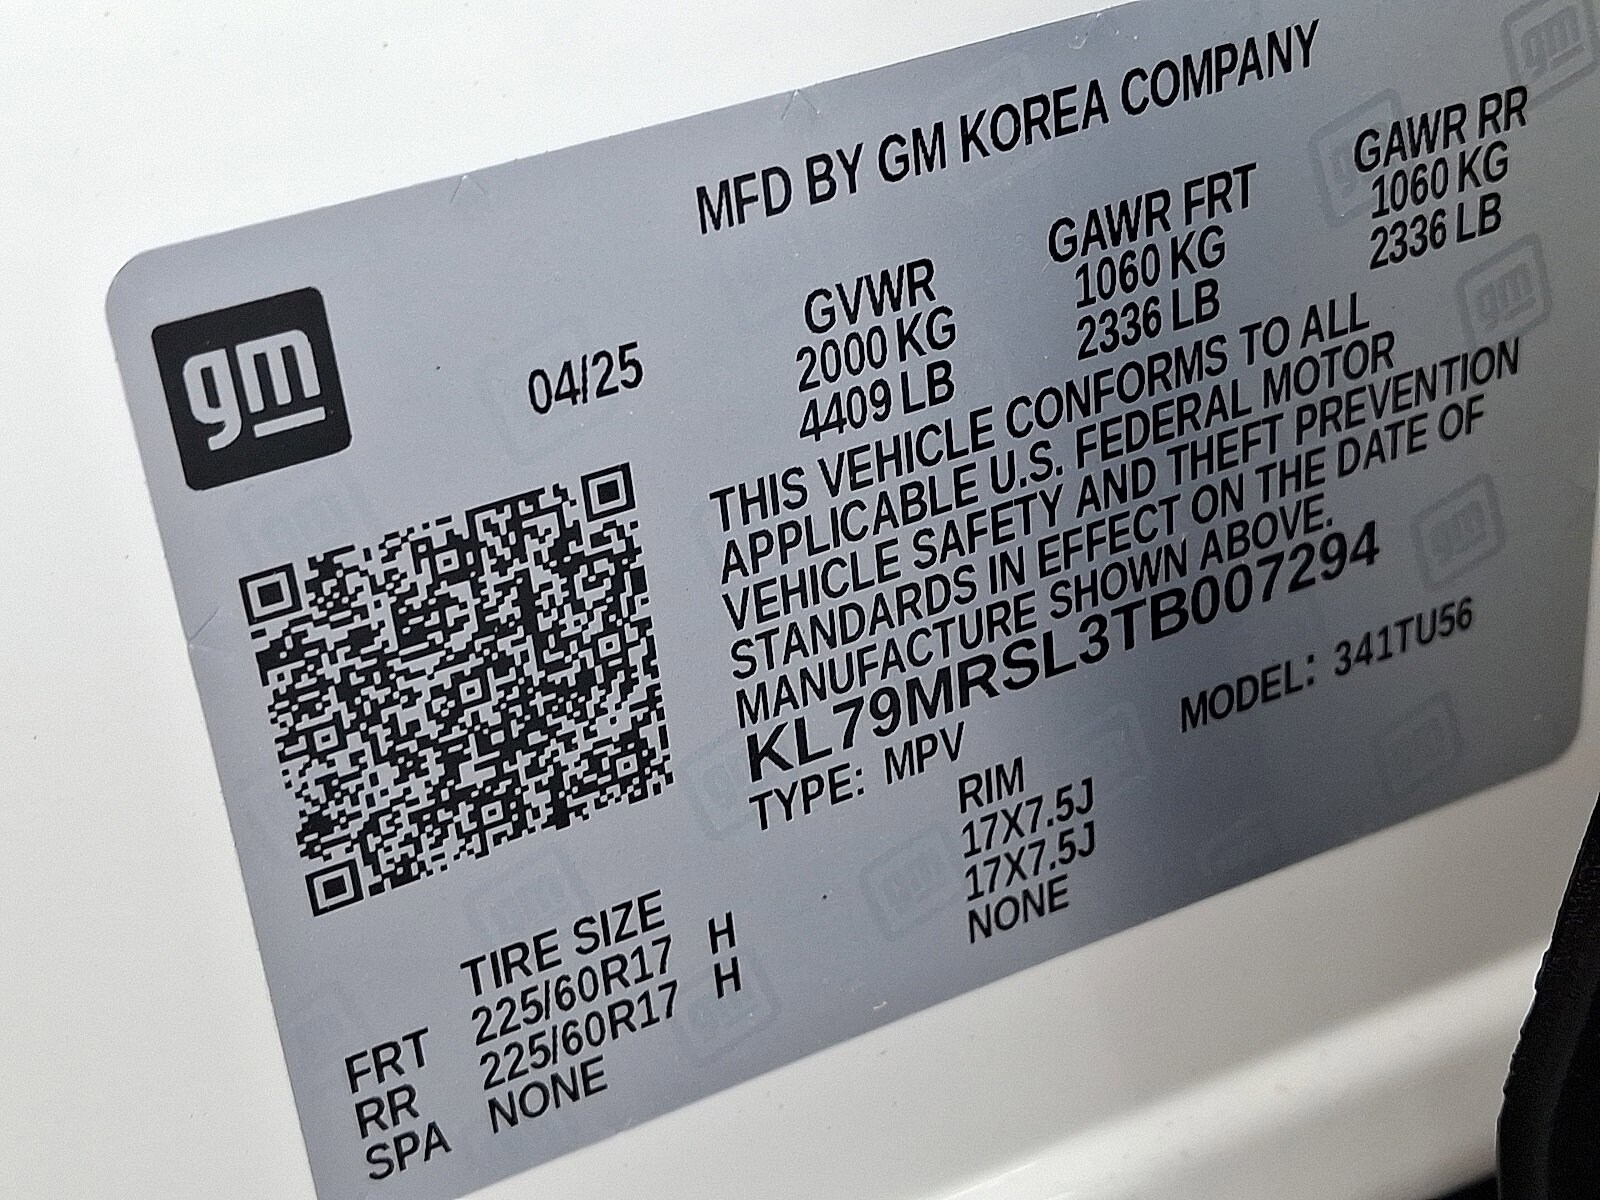 MFD BY GM KOREA COMPANY
gm
04/25
GVWR
2000 KG
4409 LB
GAWR FRT
1060 KG
2336 LB
GAWR RR
1060 KG
2336 LB
THIS VEHICLE CONFORMS TO ALL
APPLICABLE U.S. FEDERAL MOTOR
VEHICLE SAFETY AND THEFT PREVENTION
STANDARDS IN EFFECT ON THE DATE OF
MANUFACTURE SHOWN ABOVE.
KL79MRSL3TB007294
TYPE: MPV
MODEL: 341TU56
TIRE SIZE
RIM
FRT 225/60R17 H 17X7.5J
RR 225/60R17 H 17X7.5J
SPA NONE NONE